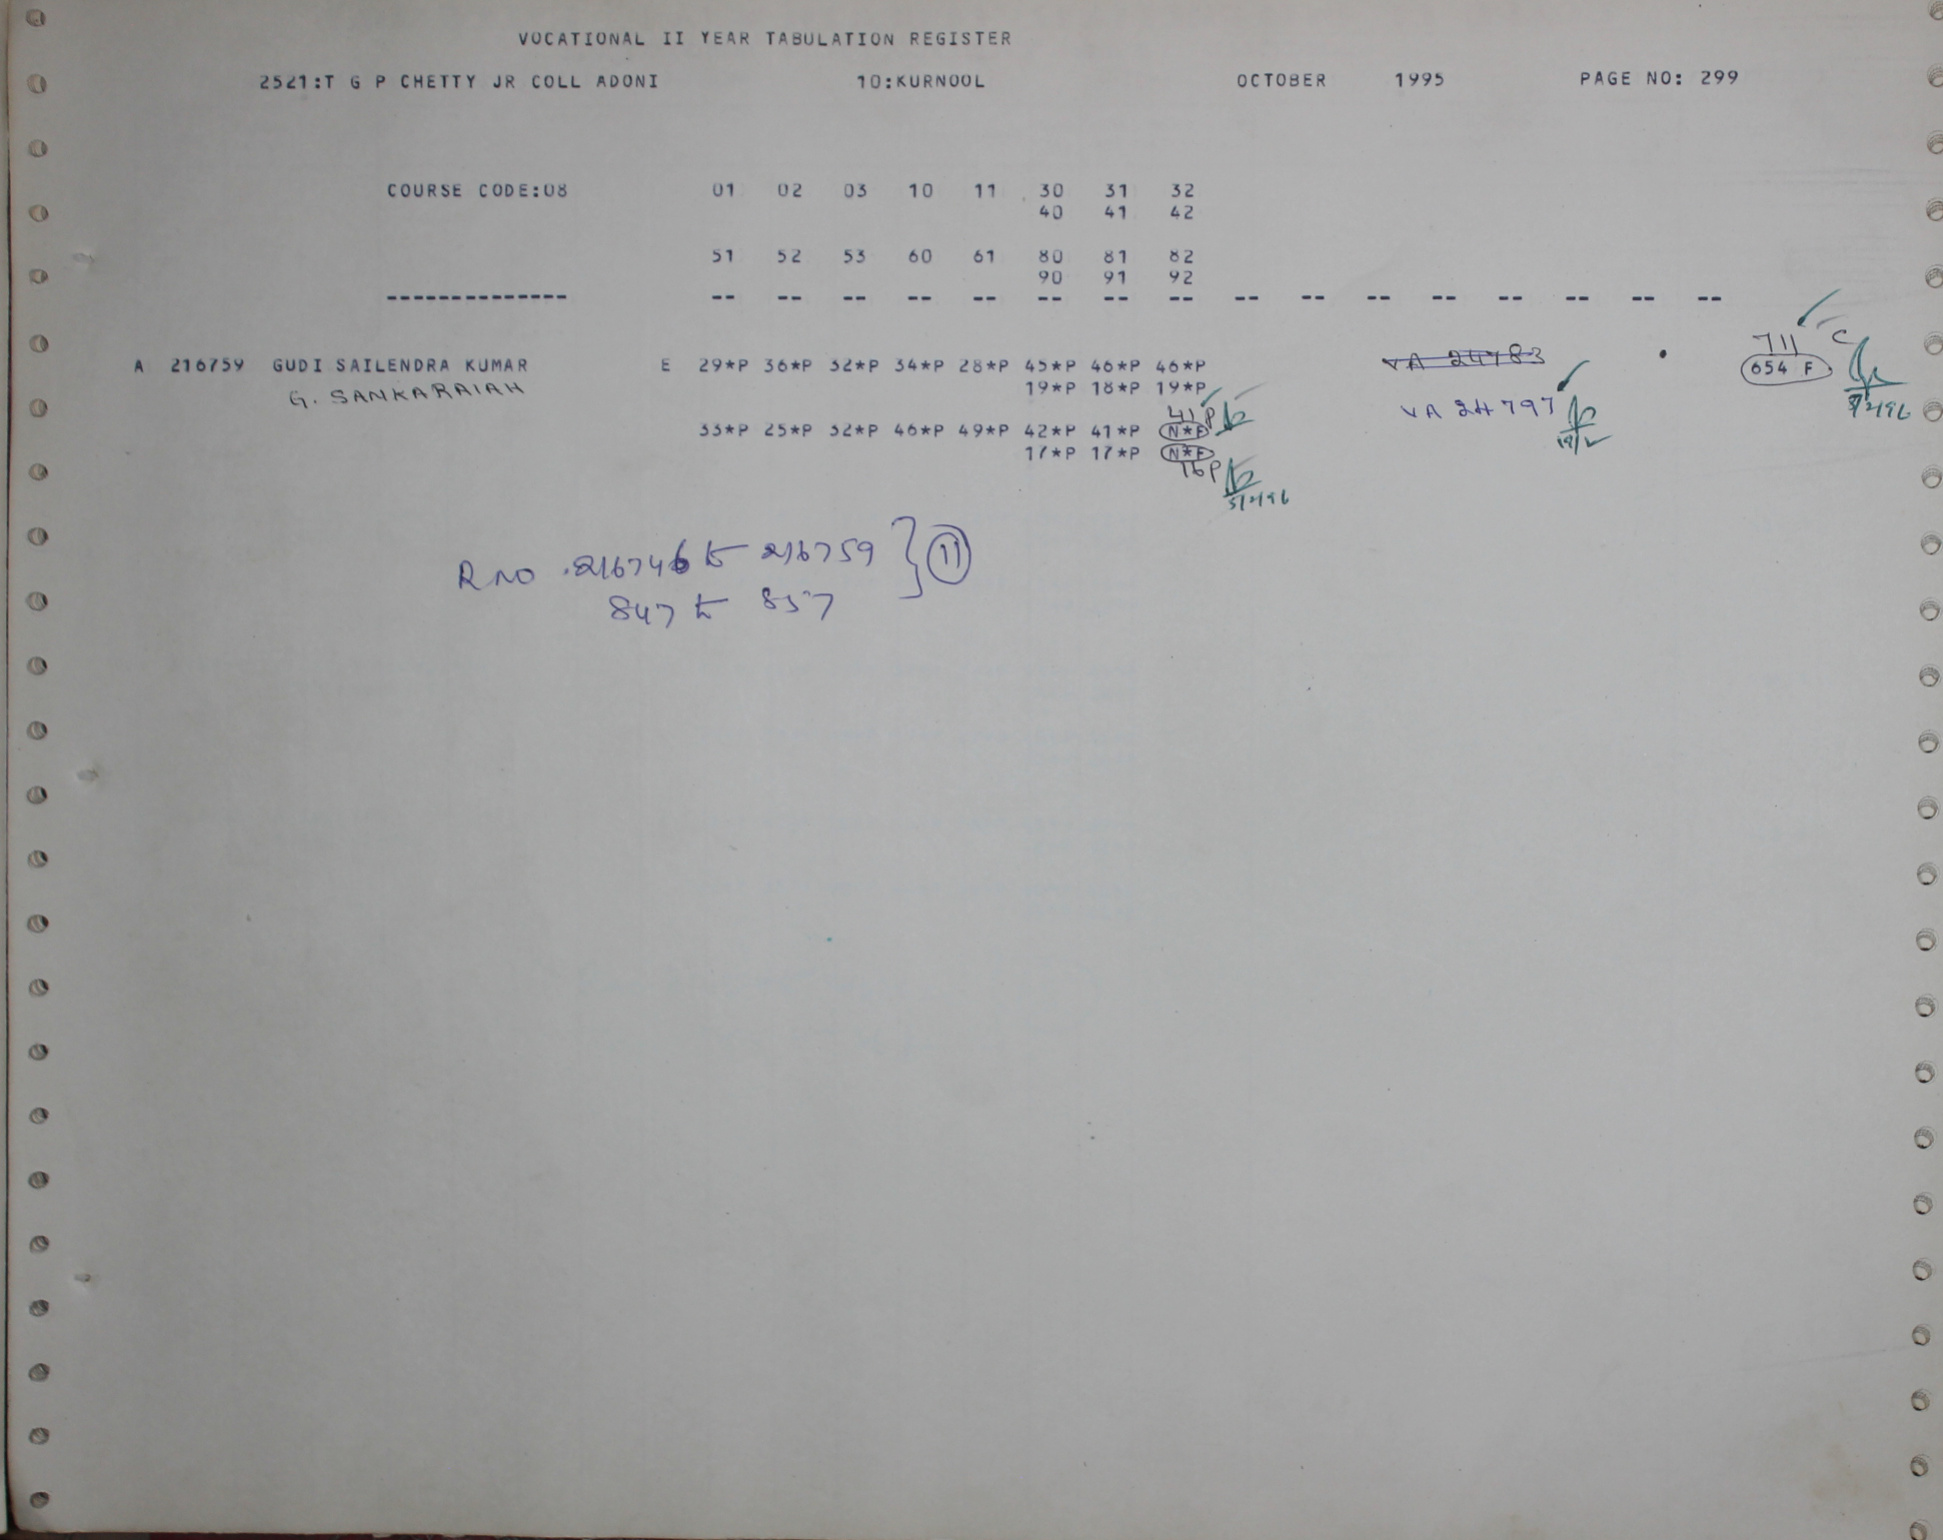 VOCATIONAL II YEAR TABULATION REGISTER
2521:T G P CHETTY JR COLL ADONI 10:KURNOOL OCTOBER 1995 PAGE NO: 299
COURSE CODE:08 01 02 03 10 11 30 31 32
40 41 42
51 52 53 60 61 80 81 82
90 91 92
-------------- -- -- -- -- -- -- -- -- -- -- -- -- -- -- -- --
711 C
A 216759 GUDI SAILENDRA KUMAR E 29*P 36*P 32*P 34*P 28*P 45*P 46*P 46*P VA 24783 654 F
G. SANKARAIAH 19*P 18*P 19*P
VA 24797
41P
33*P 25*P 32*P 46*P 49*P 42*P 41*P N*F
17*P 17*P N*F
16P
R NO . 216746 to 216759 } 11
847 to 857